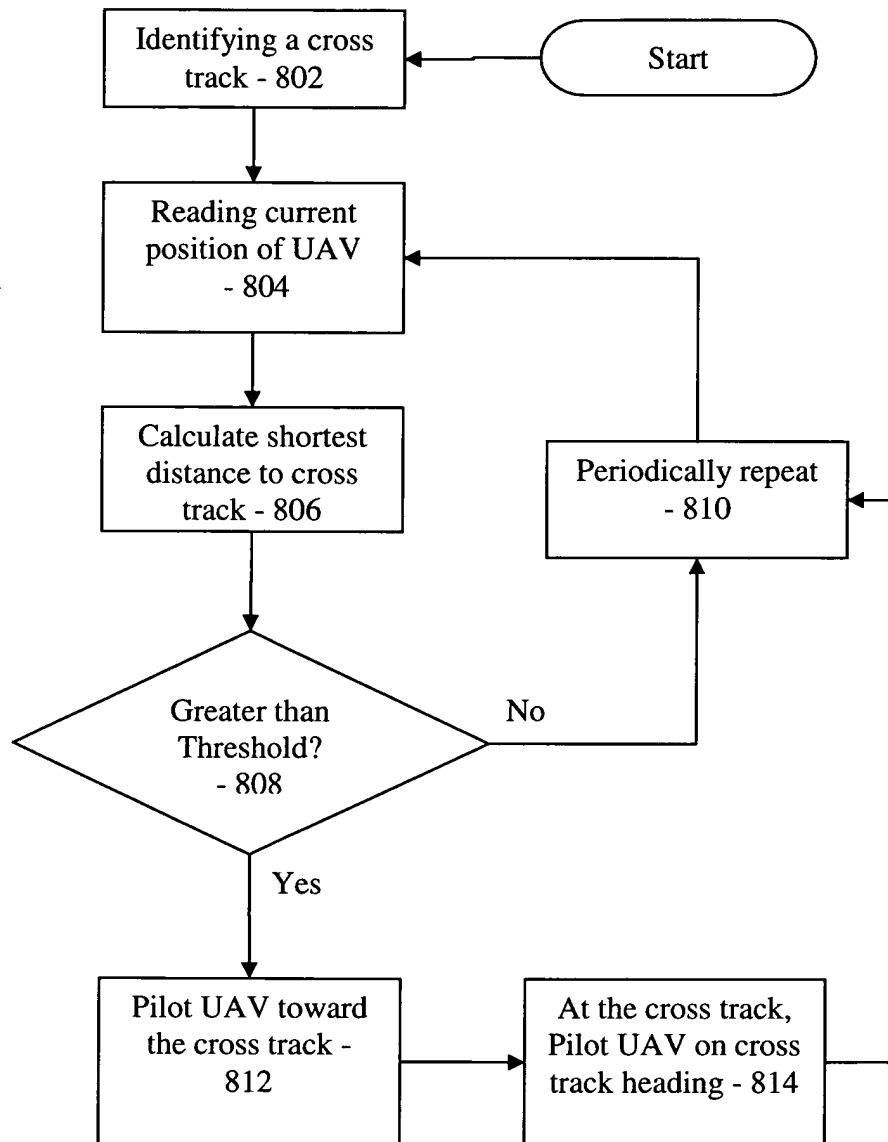 Start
Identifying a cross
track - 802
Reading current
position of UAV
- 804
Calculate shortest
distance to cross
track - 806
Periodically repeat
- 810
Greater than
Threshold?
- 808
No
Yes
Pilot UAV toward
the cross track -
812
At the cross track,
Pilot UAV on cross
track heading - 814